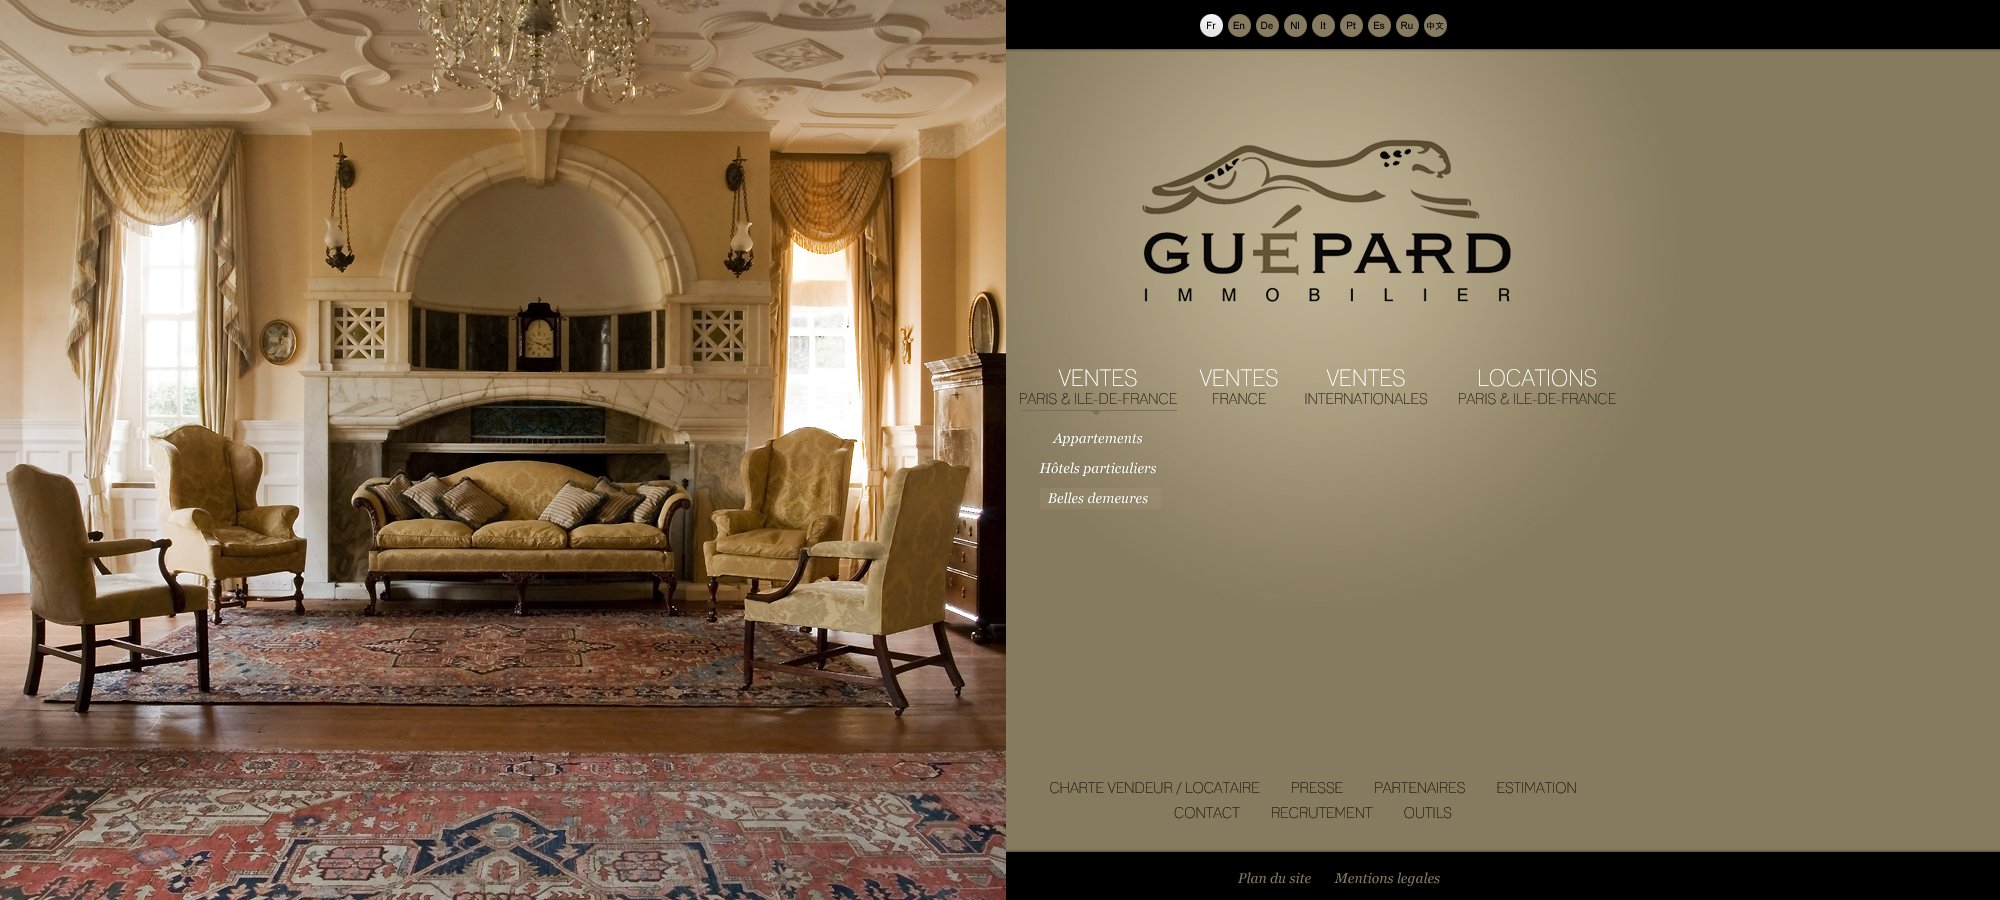 Fr En De Nl It Pt Es Ru 中文
GUÉPARD
IMMOBILIER
VENTES
PARIS & ILE-DE-FRANCE
VENTES
FRANCE
VENTES
INTERNATIONALES
LOCATIONS
PARIS & ILE-DE-FRANCE
Appartements
Hôtels particuliers
Belles demeures
CHARTE VENDEUR / LOCATAIRE PRESSE PARTENAIRES ESTIMATION
CONTACT RECRUTEMENT OUTILS
Plan du site Mentions legales